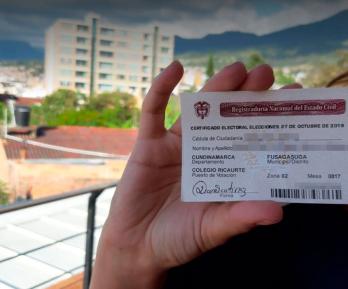 Registraduría Nacional del Estado Civil
CERTIFICADO ELECTORAL ELECCIONES 27 DE OCTUBRE DE 2019
Cédula de Ciudadanía
Nombre y Apellido
CUNDINAMARCA FUSAGASUGA
Departamento Municipio/Distrito
COLEGIO RICAURTE
Puesto de Votación Zona 02 Mesa 0017
Firma